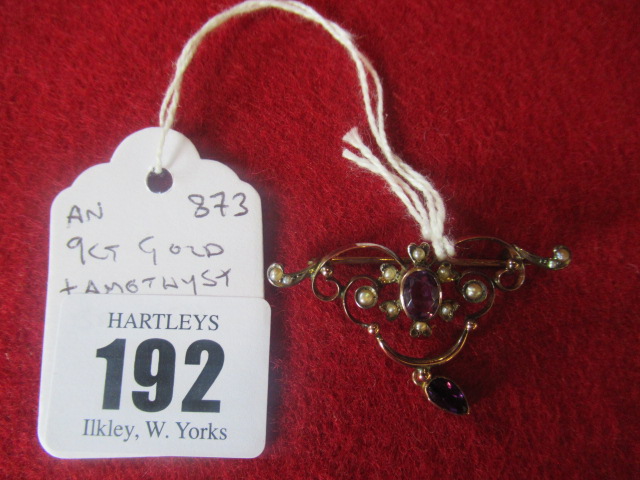 AN 873
9CT GOLD
+ AMETHYST
HARTLEYS
192
Ilkley, W. Yorks